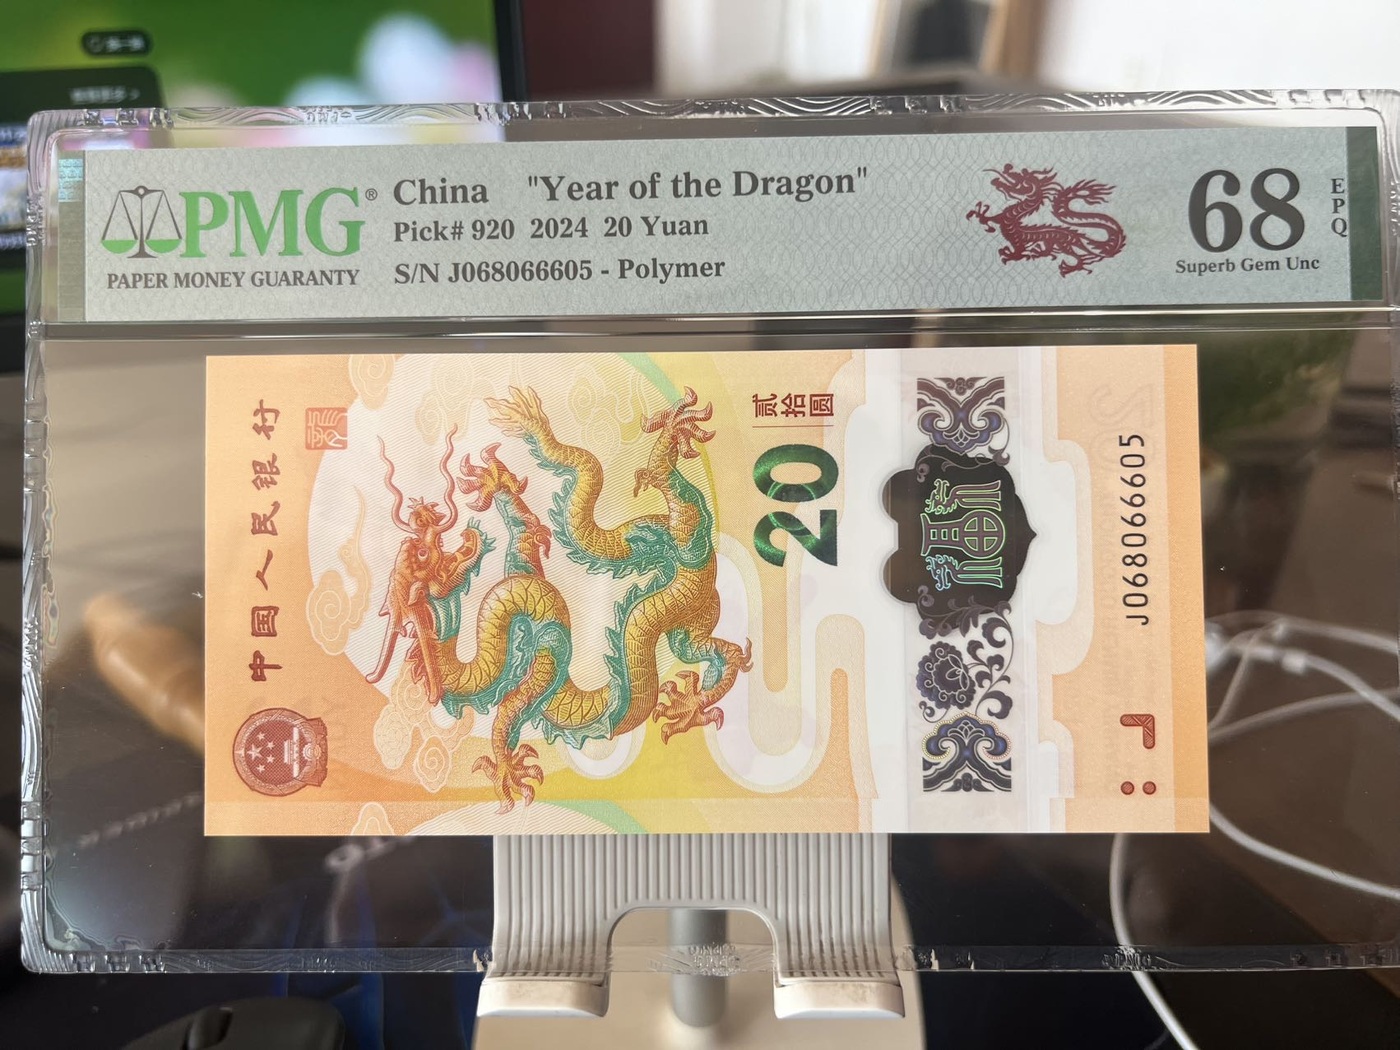 PMG®
PAPER MONEY GUARANTY
China "Year of the Dragon"
Pick# 920 2024 20 Yuan
S/N J068066605 - Polymer
68
EPQ
Superb Gem Unc
中国人民银行
贰拾圆
20
J068066605